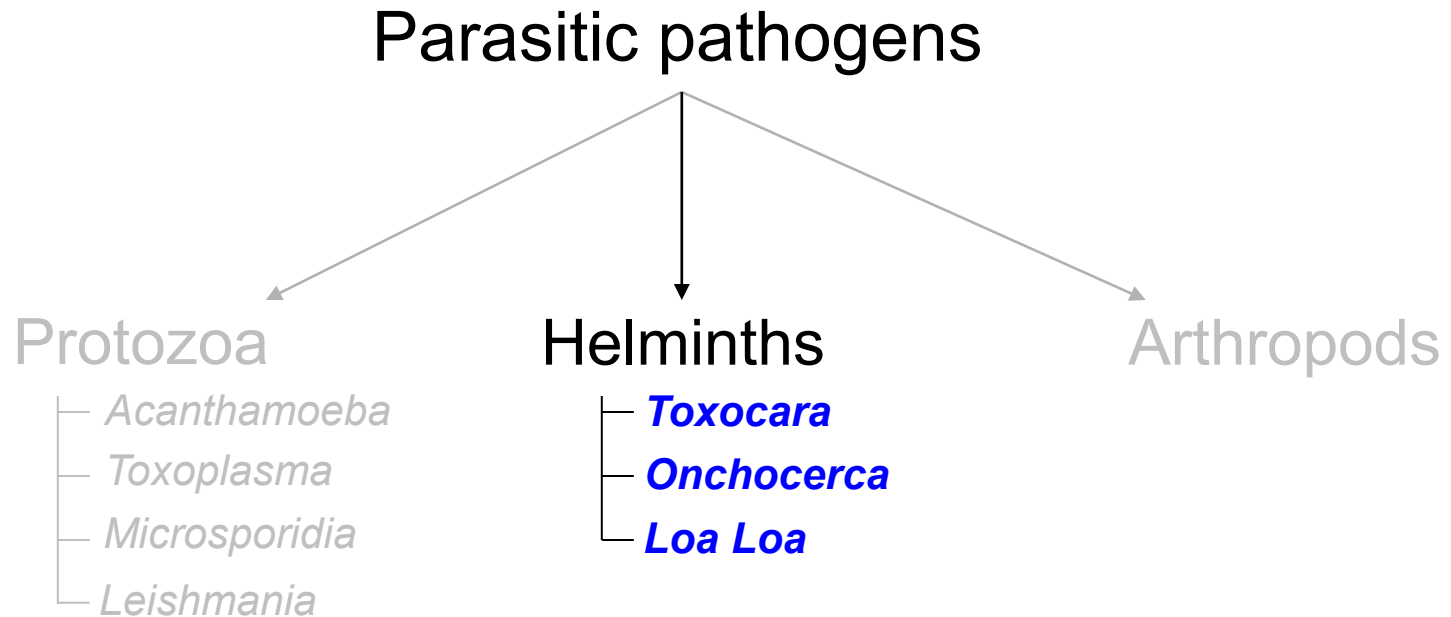 Parasitic pathogens
Protozoa
Acanthamoeba
Toxoplasma
Microsporidia
Leishmania
Helminths
Toxocara
Onchocerca
Loa Loa
Arthropods